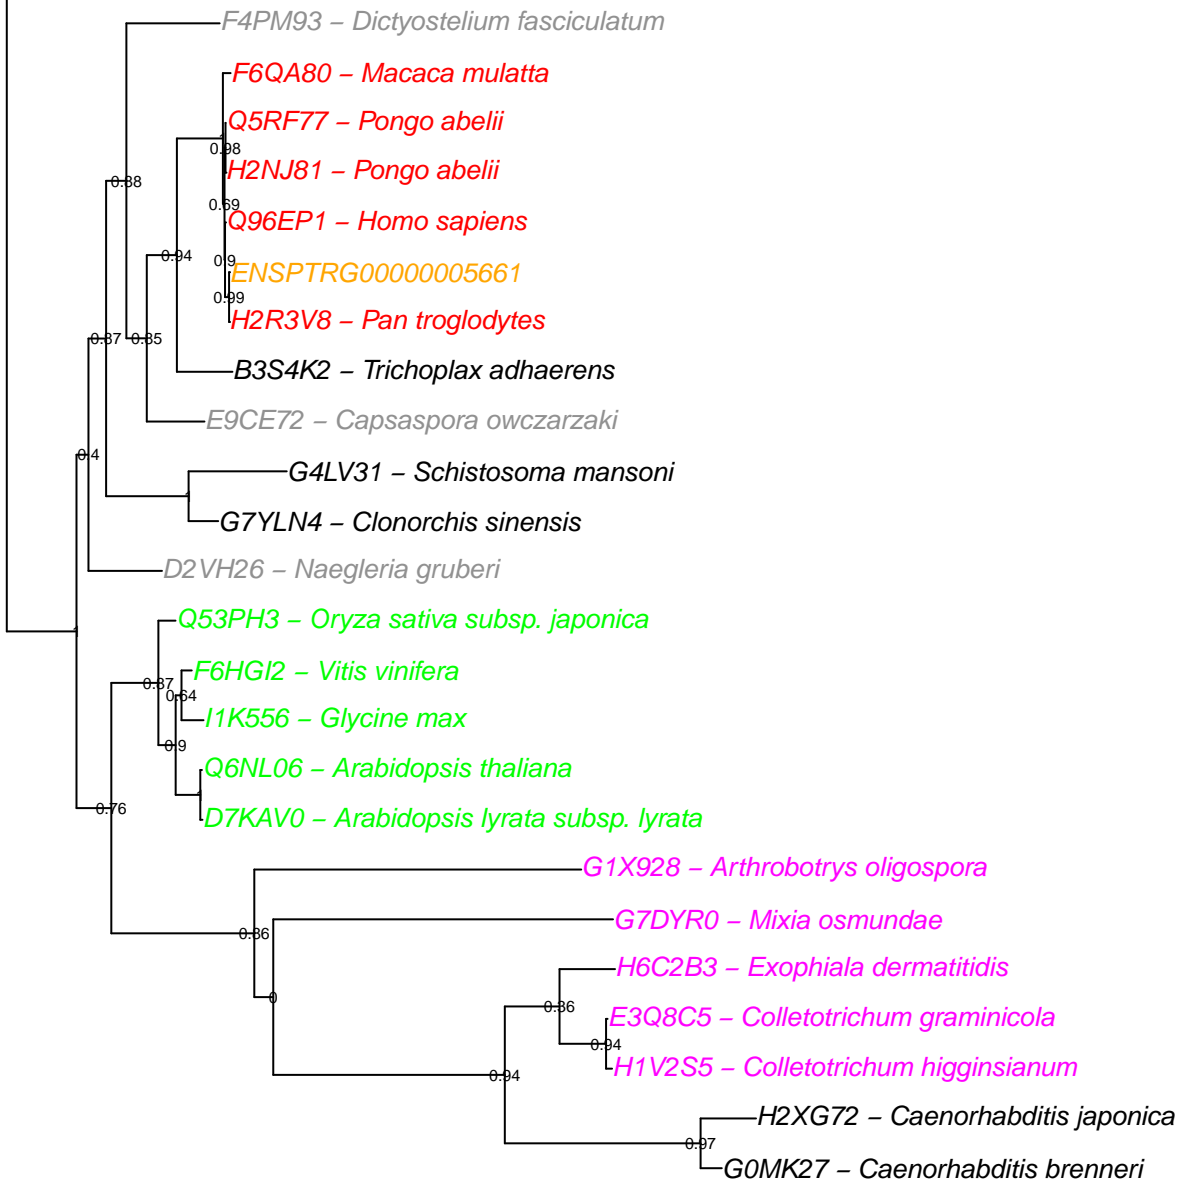 F4PM93 – Dictyostelium fasciculatum
F6QA80 – Macaca mulatta
Q5RF77 – Pongo abelii
1
0.98
H2NJ81 – Pongo abelii
0.88
0.69
Q96EP1 – Homo sapiens
0.94
0.9
ENSPTRG00000005661
0.99
H2R3V8 – Pan troglodytes
0.87
0.85
B3S4K2 – Trichoplax adhaerens
E9CE72 – Capsaspora owczarzaki
0.4
G4LV31 – Schistosoma mansoni
1
G7YLN4 – Clonorchis sinensis
D2VH26 – Naegleria gruberi
Q53PH3 – Oryza sativa subsp. japonica
1
F6HGI2 – Vitis vinifera
0.87
0.64
I1K556 – Glycine max
0.9
Q6NL06 – Arabidopsis thaliana
1
0.76
D7KAV0 – Arabidopsis lyrata subsp. lyrata
G1X928 – Arthrobotrys oligospora
G7DYR0 – Mixia osmundae
0.86
H6C2B3 – Exophiala dermatitidis
0
0.86
E3Q8C5 – Colletotrichum graminicola
0.94
H1V2S5 – Colletotrichum higginsianum
0.94
H2XG72 – Caenorhabditis japonica
0.97
G0MK27 – Caenorhabditis brenneri